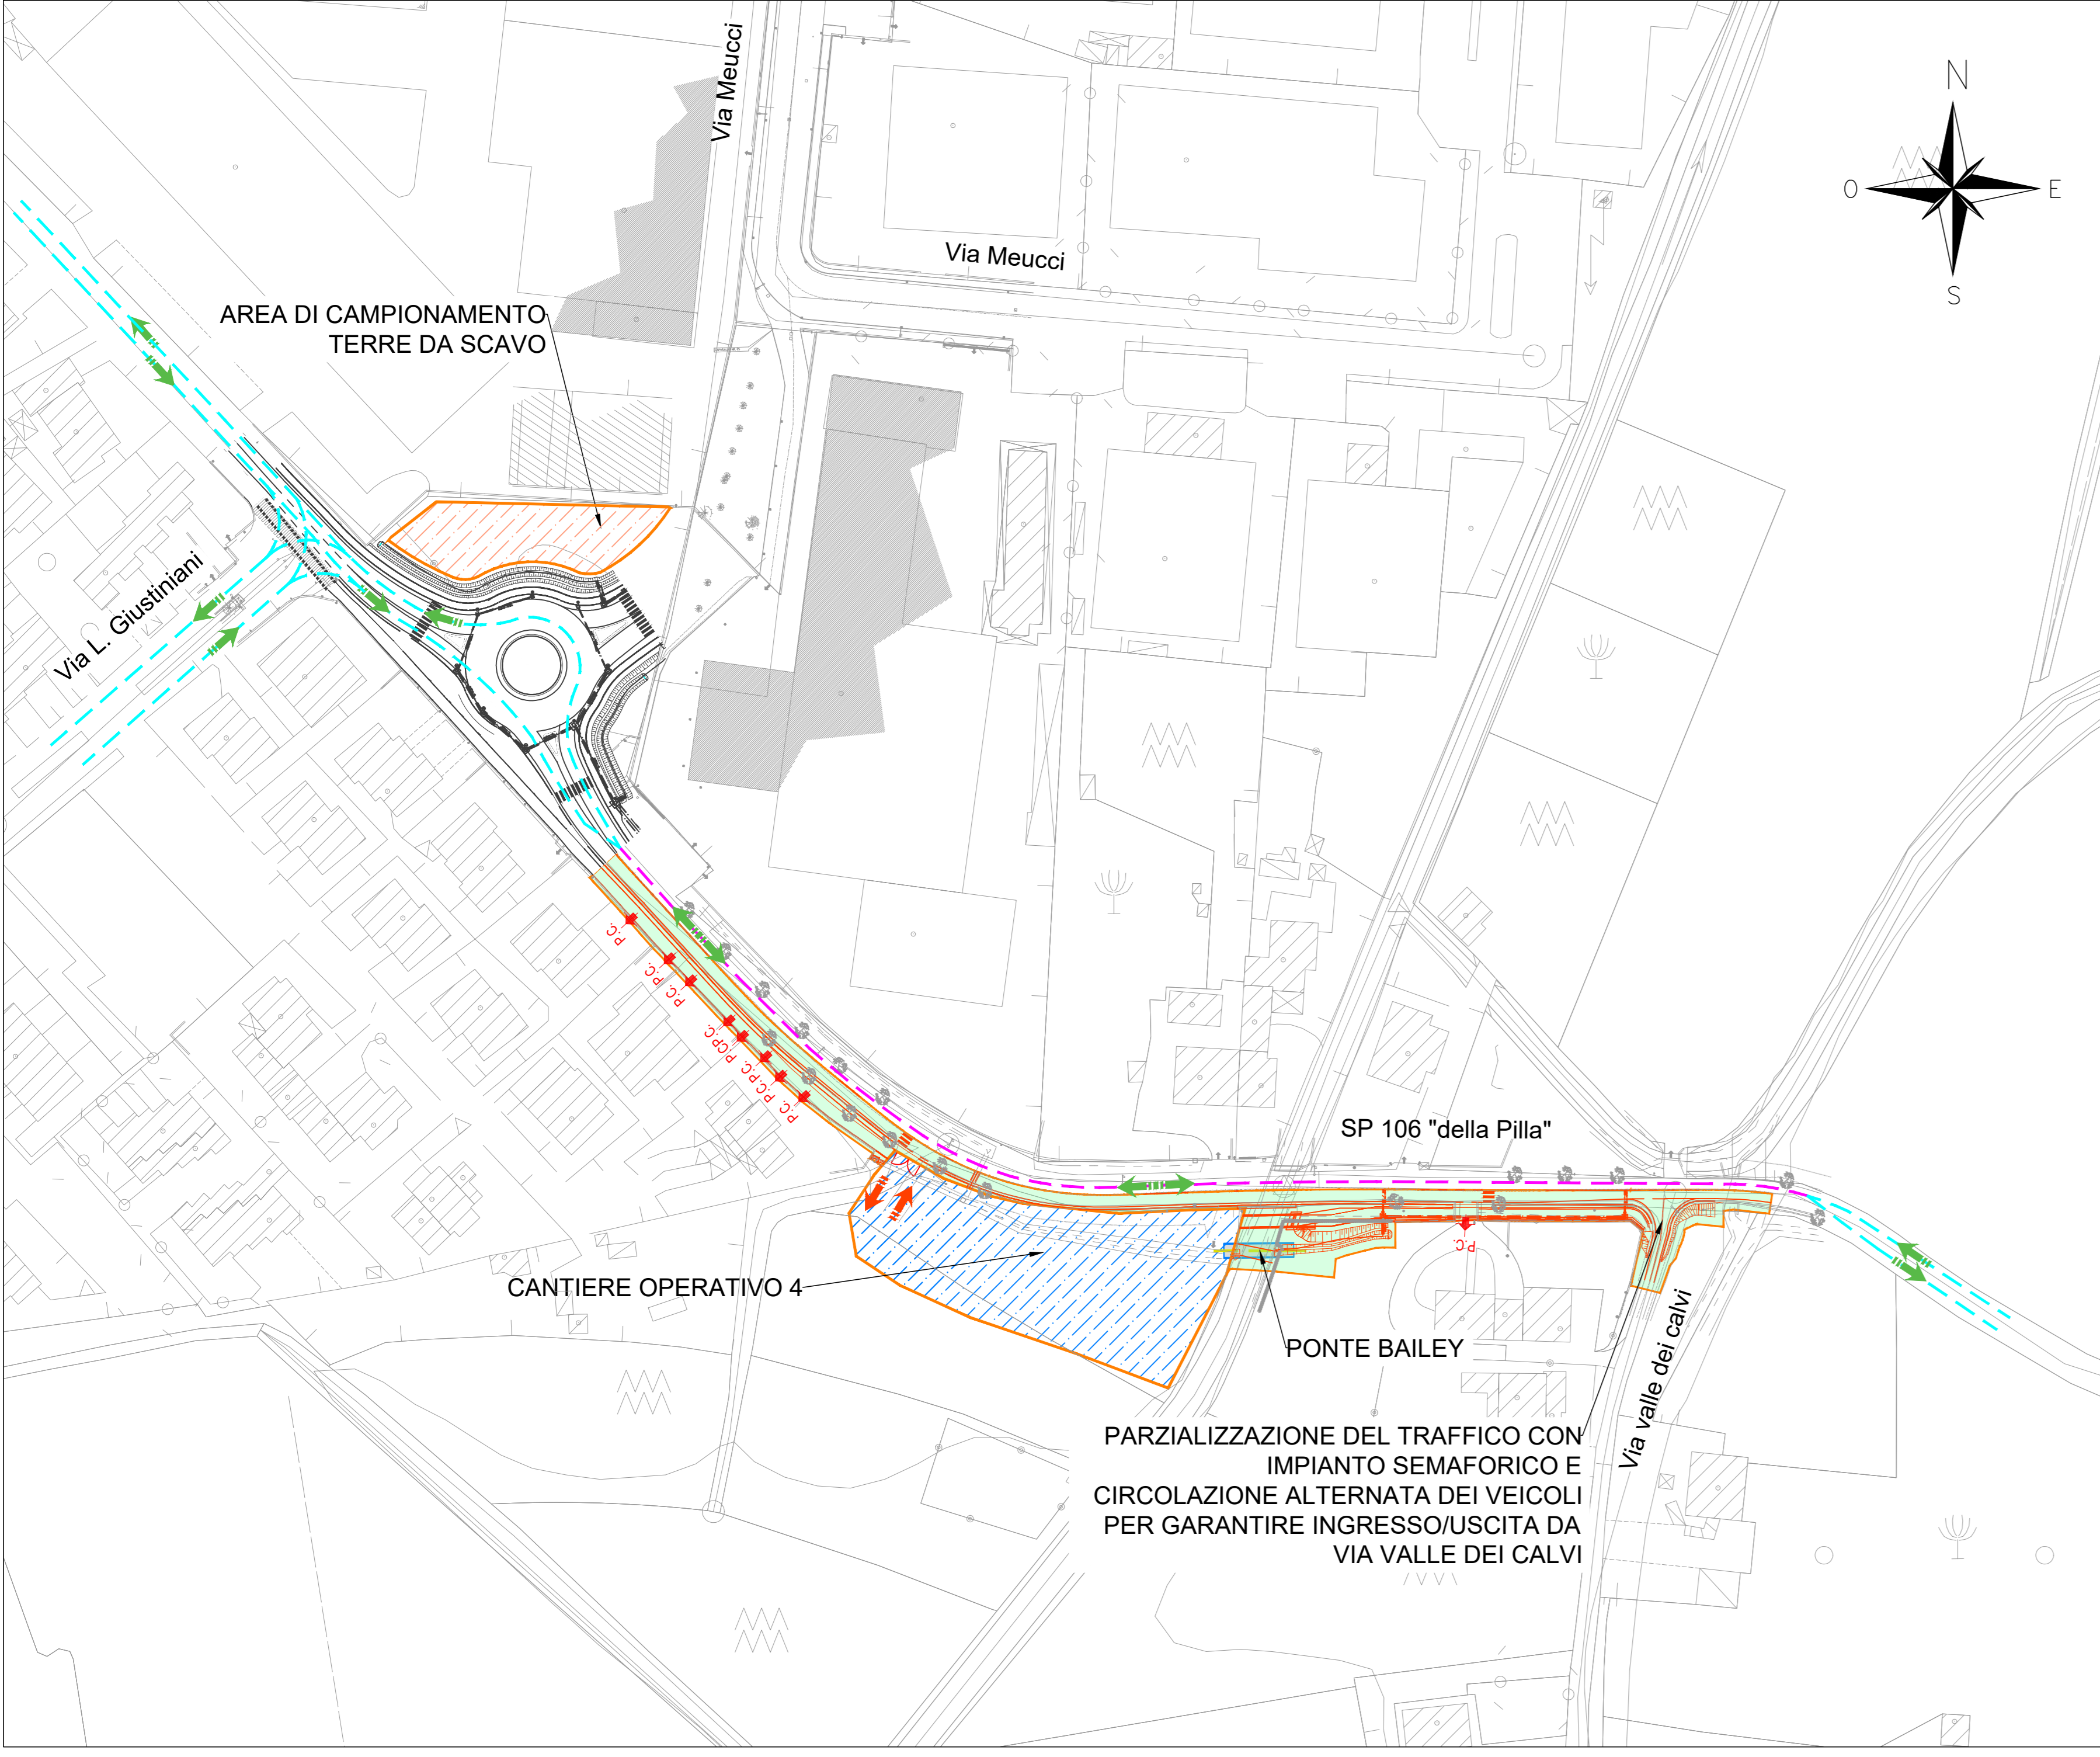 Via Meucci
N
O
E
S
Via Meucci
AREA DI CAMPIONAMENTO
TERRE DA SCAVO
Via L. Giustiniani
P.C.
P.C.
P.C.
P.C.
P.C.
P.C.
P.C.
P.C.
SP 106 "della Pilla"
P.C.
CANTIERE OPERATIVO 4
PONTE BAILEY
Via valle dei calvi
PARZIALIZZAZIONE DEL TRAFFICO CON
IMPIANTO SEMAFORICO E
CIRCOLAZIONE ALTERNATA DEI VEICOLI
PER GARANTIRE INGRESSO/USCITA DA
VIA VALLE DEI CALVI